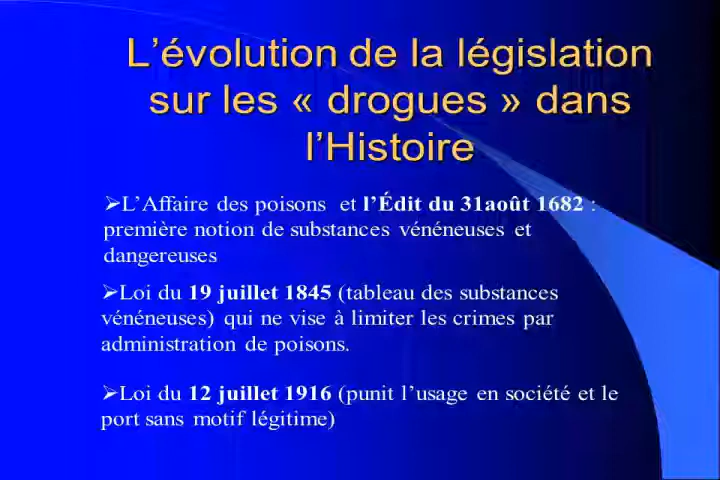 L’évolution de la législation
sur les « drogues » dans
l’Histoire
➢L’Affaire des poisons et l’Édit du 31août 1682 :
première notion de substances vénéneuses et
dangereuses
➢Loi du 19 juillet 1845 (tableau des substances
vénéneuses) qui ne vise à limiter les crimes par
administration de poisons.
➢Loi du 12 juillet 1916 (punit l’usage en société et le
port sans motif légitime)